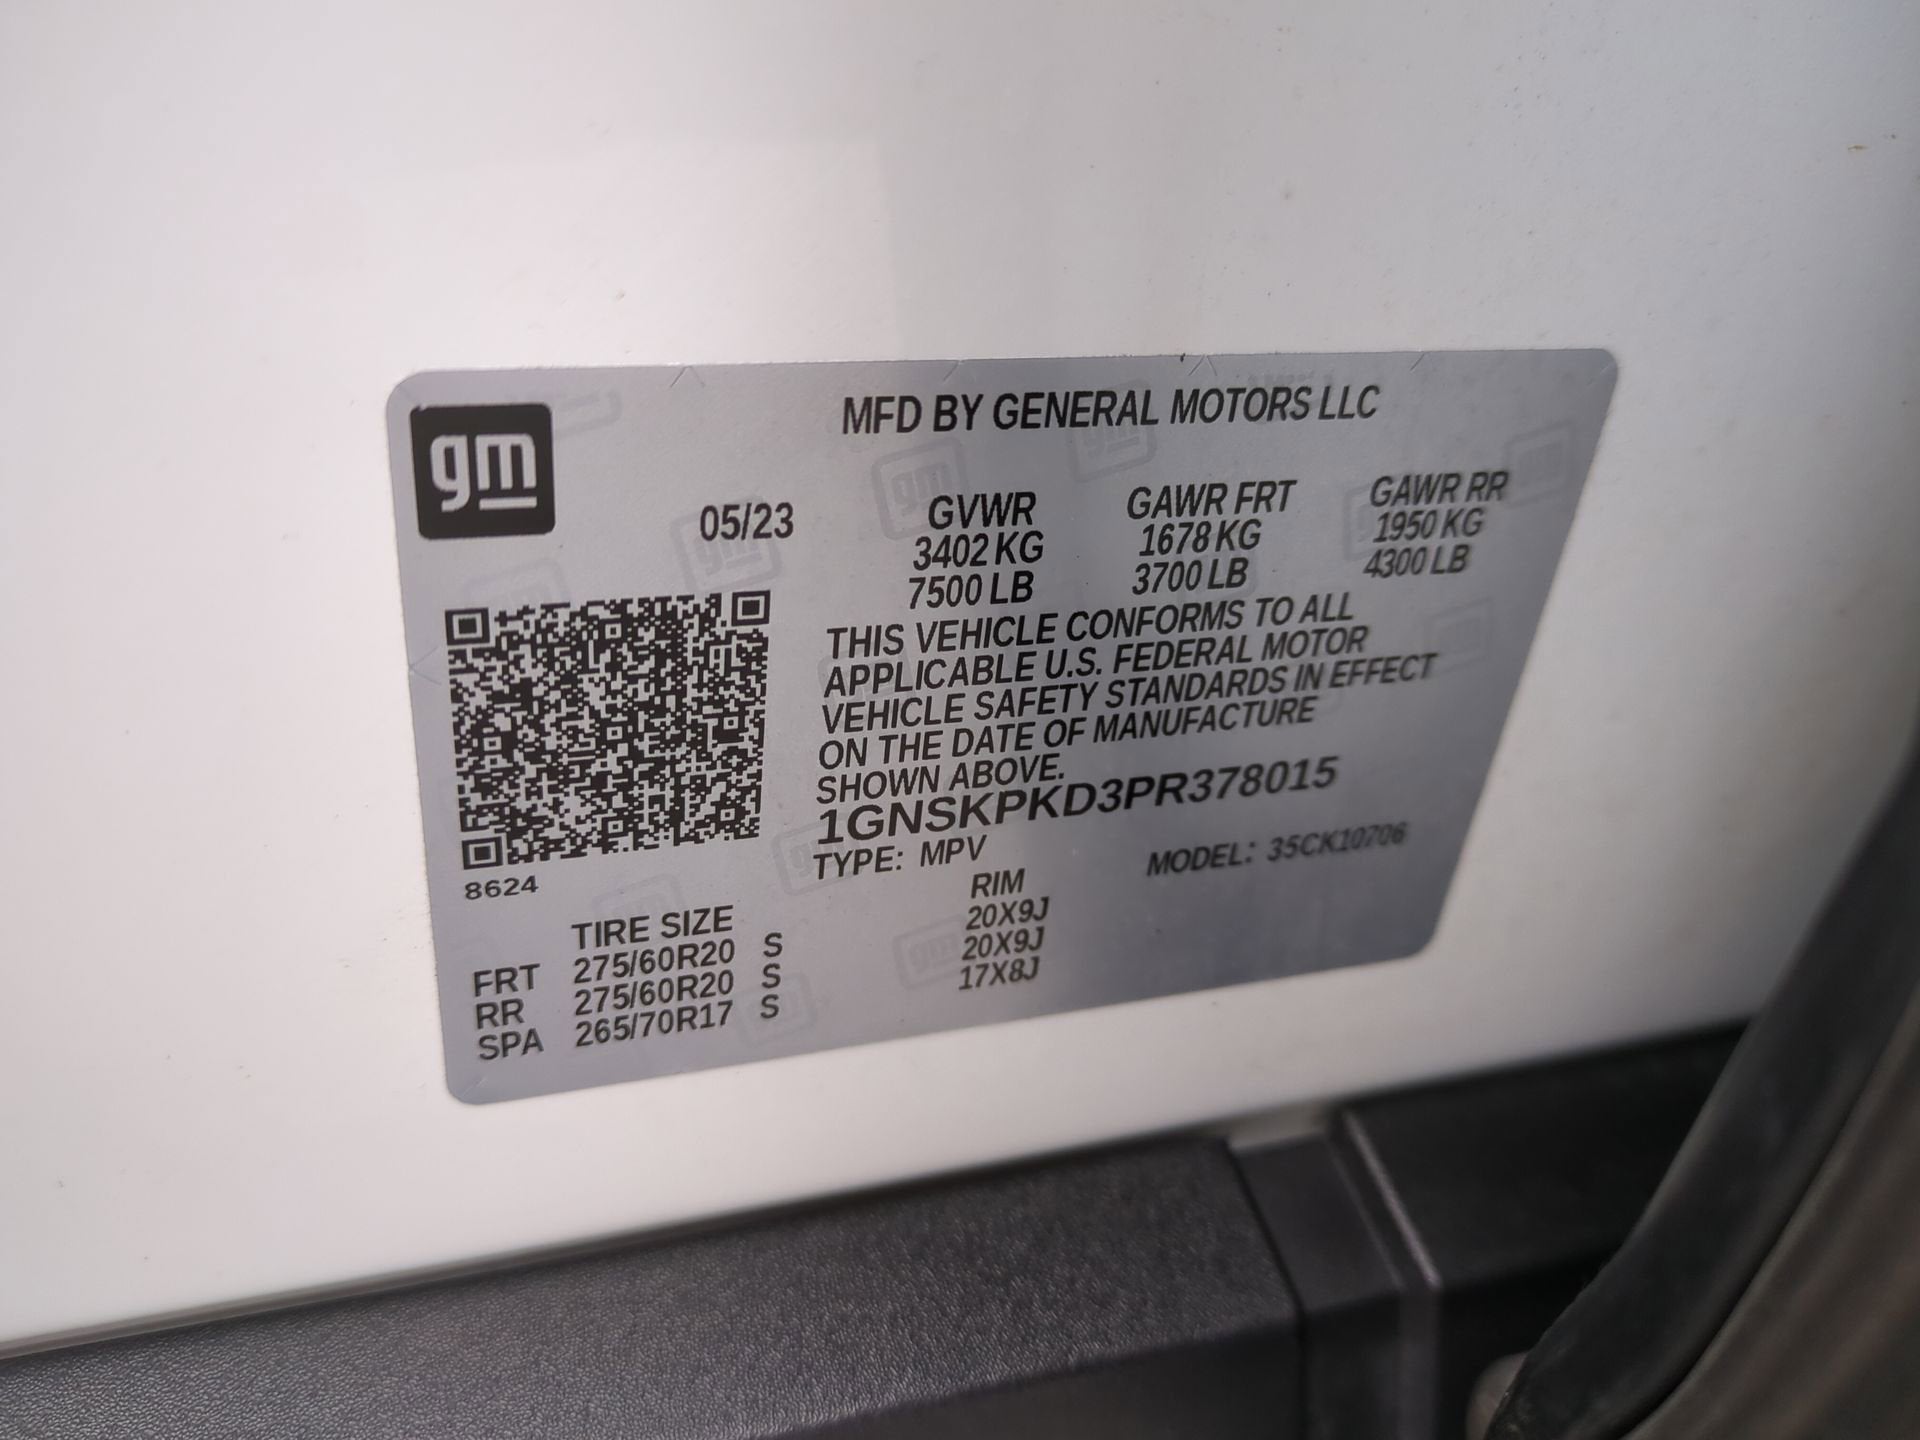 gm
MFD BY GENERAL MOTORS LLC
05/23
GVWR GAWR FRT GAWR RR
3402 KG 1678 KG 1950 KG
7500 LB 3700 LB 4300 LB
THIS VEHICLE CONFORMS TO ALL
APPLICABLE U.S. FEDERAL MOTOR
VEHICLE SAFETY STANDARDS IN EFFECT
ON THE DATE OF MANUFACTURE
SHOWN ABOVE.
1GNSKPKD3PR378015
TYPE: MPV MODEL: 35CK10706
8624
TIRE SIZE RIM
FRT 275/60R20 S 20X9J
RR 275/60R20 S 20X9J
SPA 265/70R17 S 17X8J